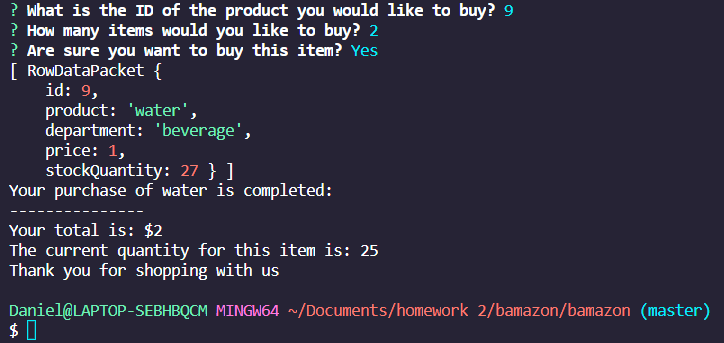 ? What is the ID of the product you would like to buy? 9
? How many items would you like to buy? 2
? Are sure you want to buy this item? Yes
[ RowDataPacket {
    id: 9,
    product: 'water',
    department: 'beverage',
    price: 1,
    stockQuantity: 27 } ]
Your purchase of water is completed:
---------------
Your total is: $2
The current quantity for this item is: 25
Thank you for shopping with us

Daniel@LAPTOP-SEBHBQCM MINGW64 ~/Documents/homework 2/bamazon/bamazon (master)
$